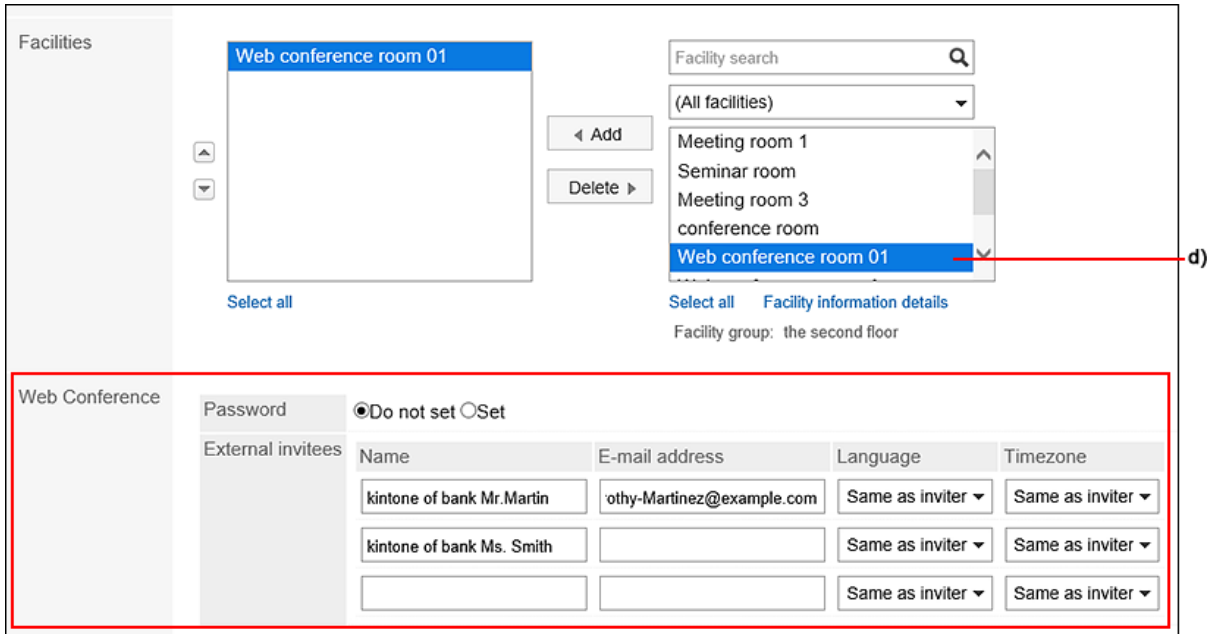 Facilities
Web conference room 01
Facility search
(All facilities)
Add
Delete
Meeting room 1
Seminar room
Meeting room 3
conference room
Web conference room 01
d)
Select all
Select all Facility information details
Facility group: the second floor
Web Conference
Password Do not set Set
External invitees Name E-mail address Language Timezone
kintone of bank Mr.Martin othy-Martinez@example.com Same as inviter Same as inviter
kintone of bank Ms. Smith Same as inviter Same as inviter
Same as inviter Same as inviter